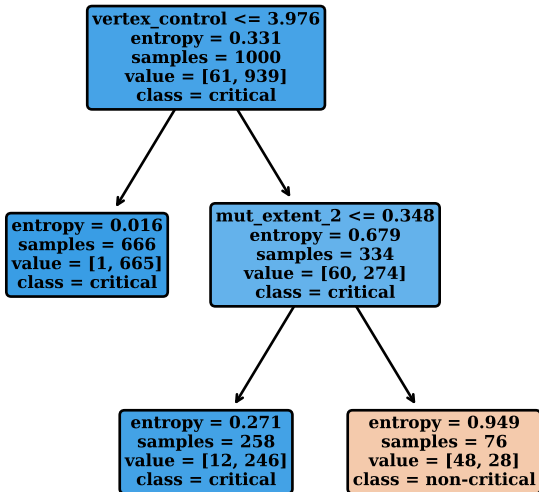 vertex_control <= 3.976
entropy = 0.331
samples = 1000
value = [61, 939]
class = critical
entropy = 0.016
samples = 666
value = [1, 665]
class = critical
mut_extent_2 <= 0.348
entropy = 0.679
samples = 334
value = [60, 274]
class = critical
entropy = 0.271
samples = 258
value = [12, 246]
class = critical
entropy = 0.949
samples = 76
value = [48, 28]
class = non-critical